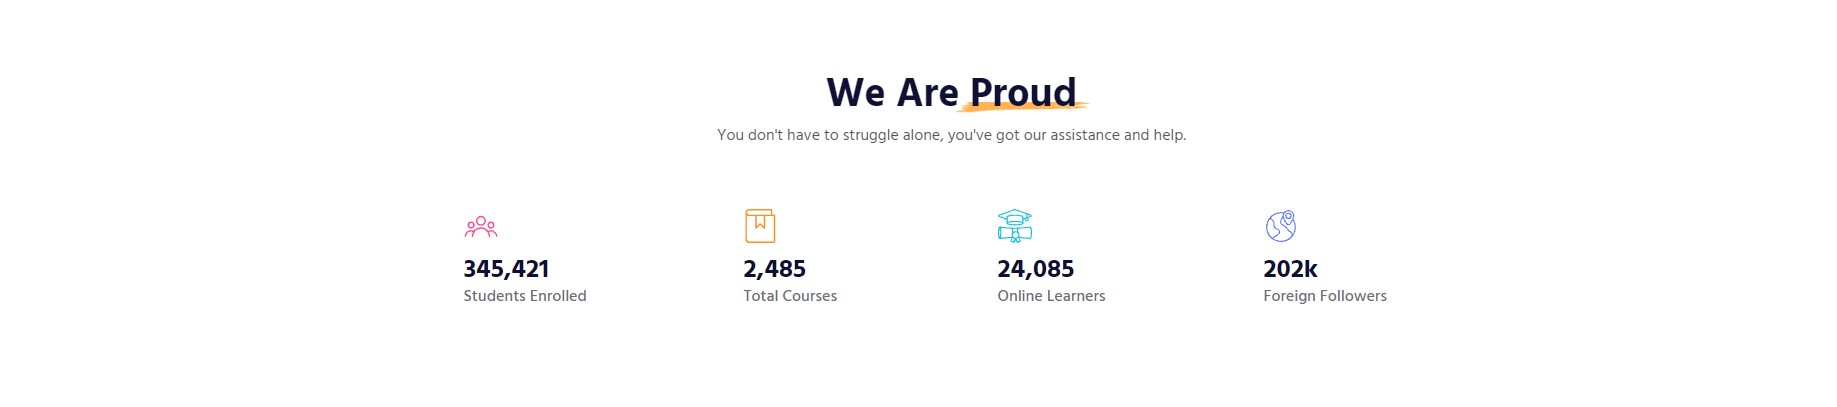 We Are Proud
You don't have to struggle alone, you've got our assistance and help.
345,421
Students Enrolled
2,485
Total Courses
24,085
Online Learners
202k
Foreign Followers